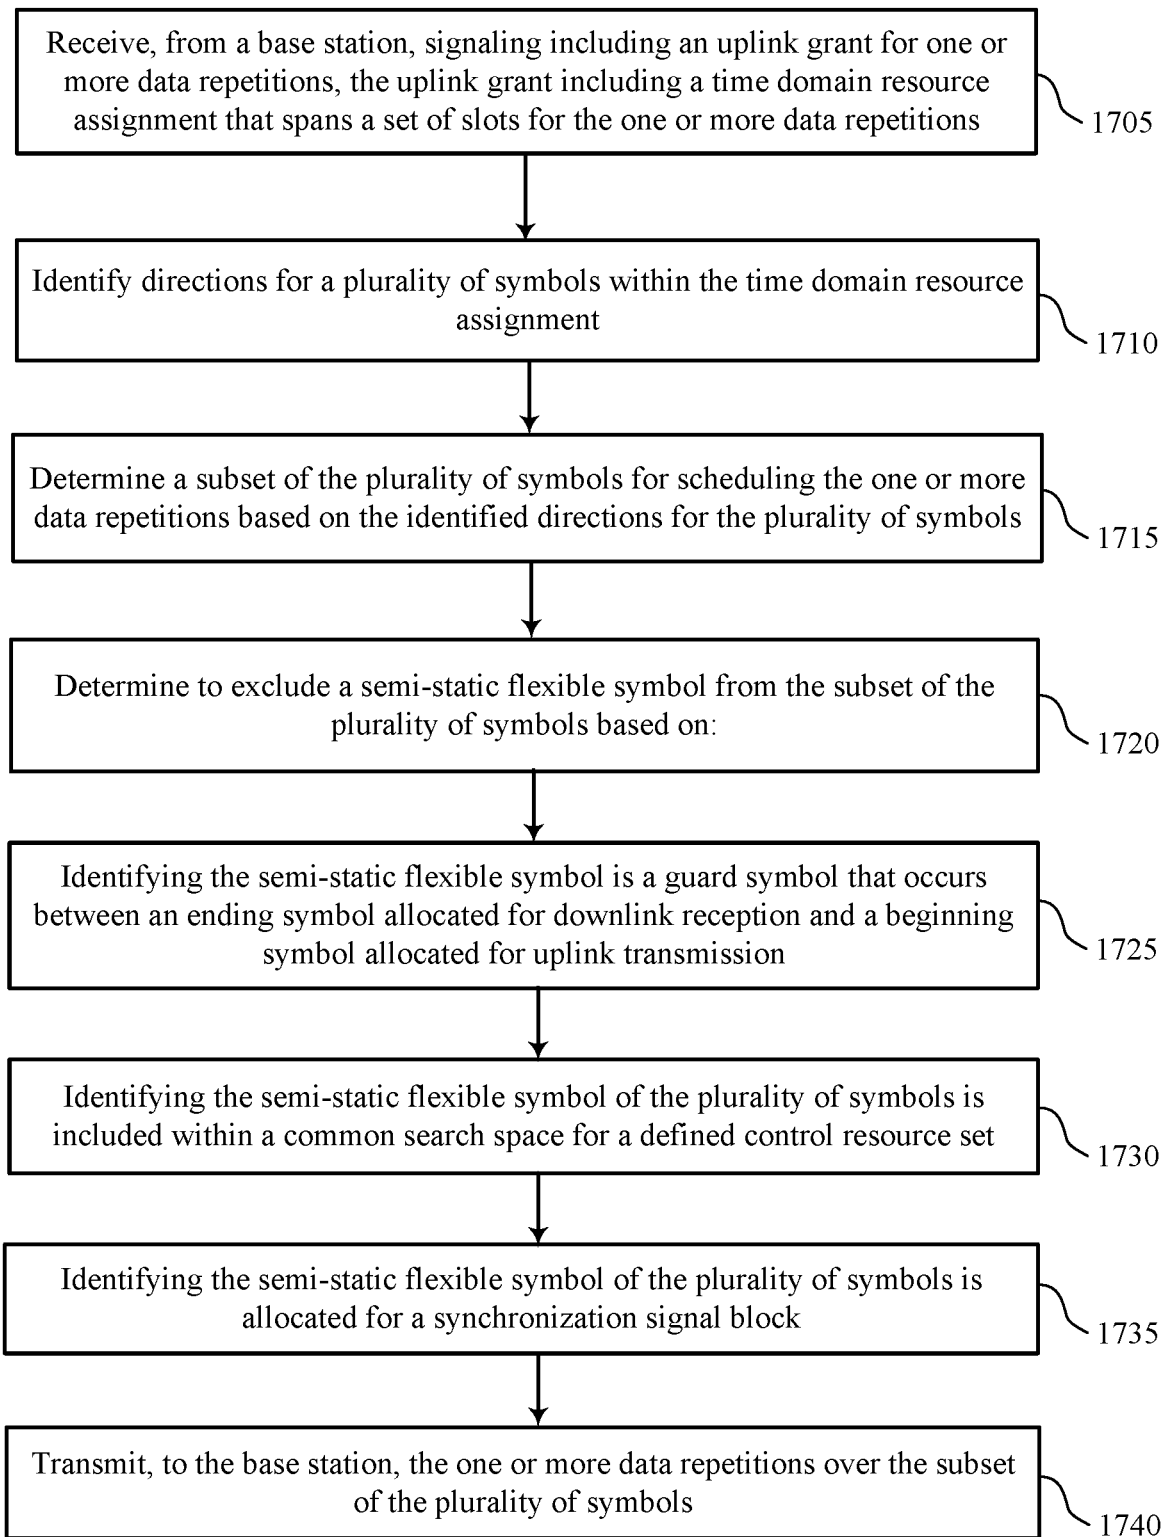 Receive, from a base station, signaling including an uplink grant for one or
more data repetitions, the uplink grant including a time domain resource
assignment that spans a set of slots for the one or more data repetitions
1705
Identify directions for a plurality of symbols within the time domain resource
assignment
1710
Determine a subset of the plurality of symbols for scheduling the one or more
data repetitions based on the identified directions for the plurality of symbols
1715
Determine to exclude a semi-static flexible symbol from the subset of the
plurality of symbols based on:
1720
Identifying the semi-static flexible symbol is a guard symbol that occurs
between an ending symbol allocated for downlink reception and a beginning
symbol allocated for uplink transmission
1725
Identifying the semi-static flexible symbol of the plurality of symbols is
included within a common search space for a defined control resource set
1730
Identifying the semi-static flexible symbol of the plurality of symbols is
allocated for a synchronization signal block
1735
Transmit, to the base station, the one or more data repetitions over the subset
of the plurality of symbols
1740